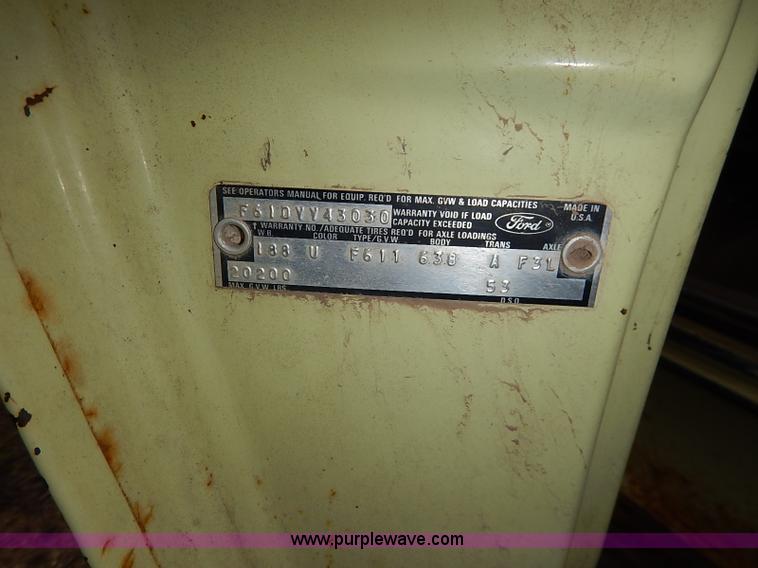 SEE OPERATORS MANUAL FOR EQUIP. REQ'D FOR MAX. GVW & LOAD CAPACITIES
MADE IN U.S.A.
F61DVV43030
WARRANTY VOID IF LOAD CAPACITY EXCEEDED
Ford ®
† WARRANTY NO./ADEQUATE TIRES REQ'D FOR AXLE LOADINGS
W B COLOR TYPE/G.V.W. BODY TRANS AXLE
188 U F611 638 A F3L
20200 53
MAX. G.V.W. LBS. D.S.O.
www.purplewave.com